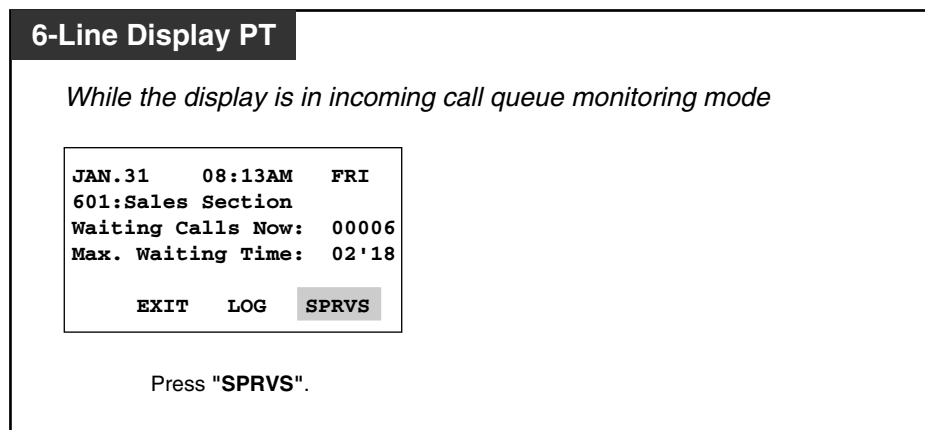 6-Line Display PT
While the display is in incoming call queue monitoring mode
JAN.31 08:13AM FRI
601:Sales Section
Waiting Calls Now: 00006
Max. Waiting Time: 02'18
EXIT LOG SPRVS
Press "SPRVS".